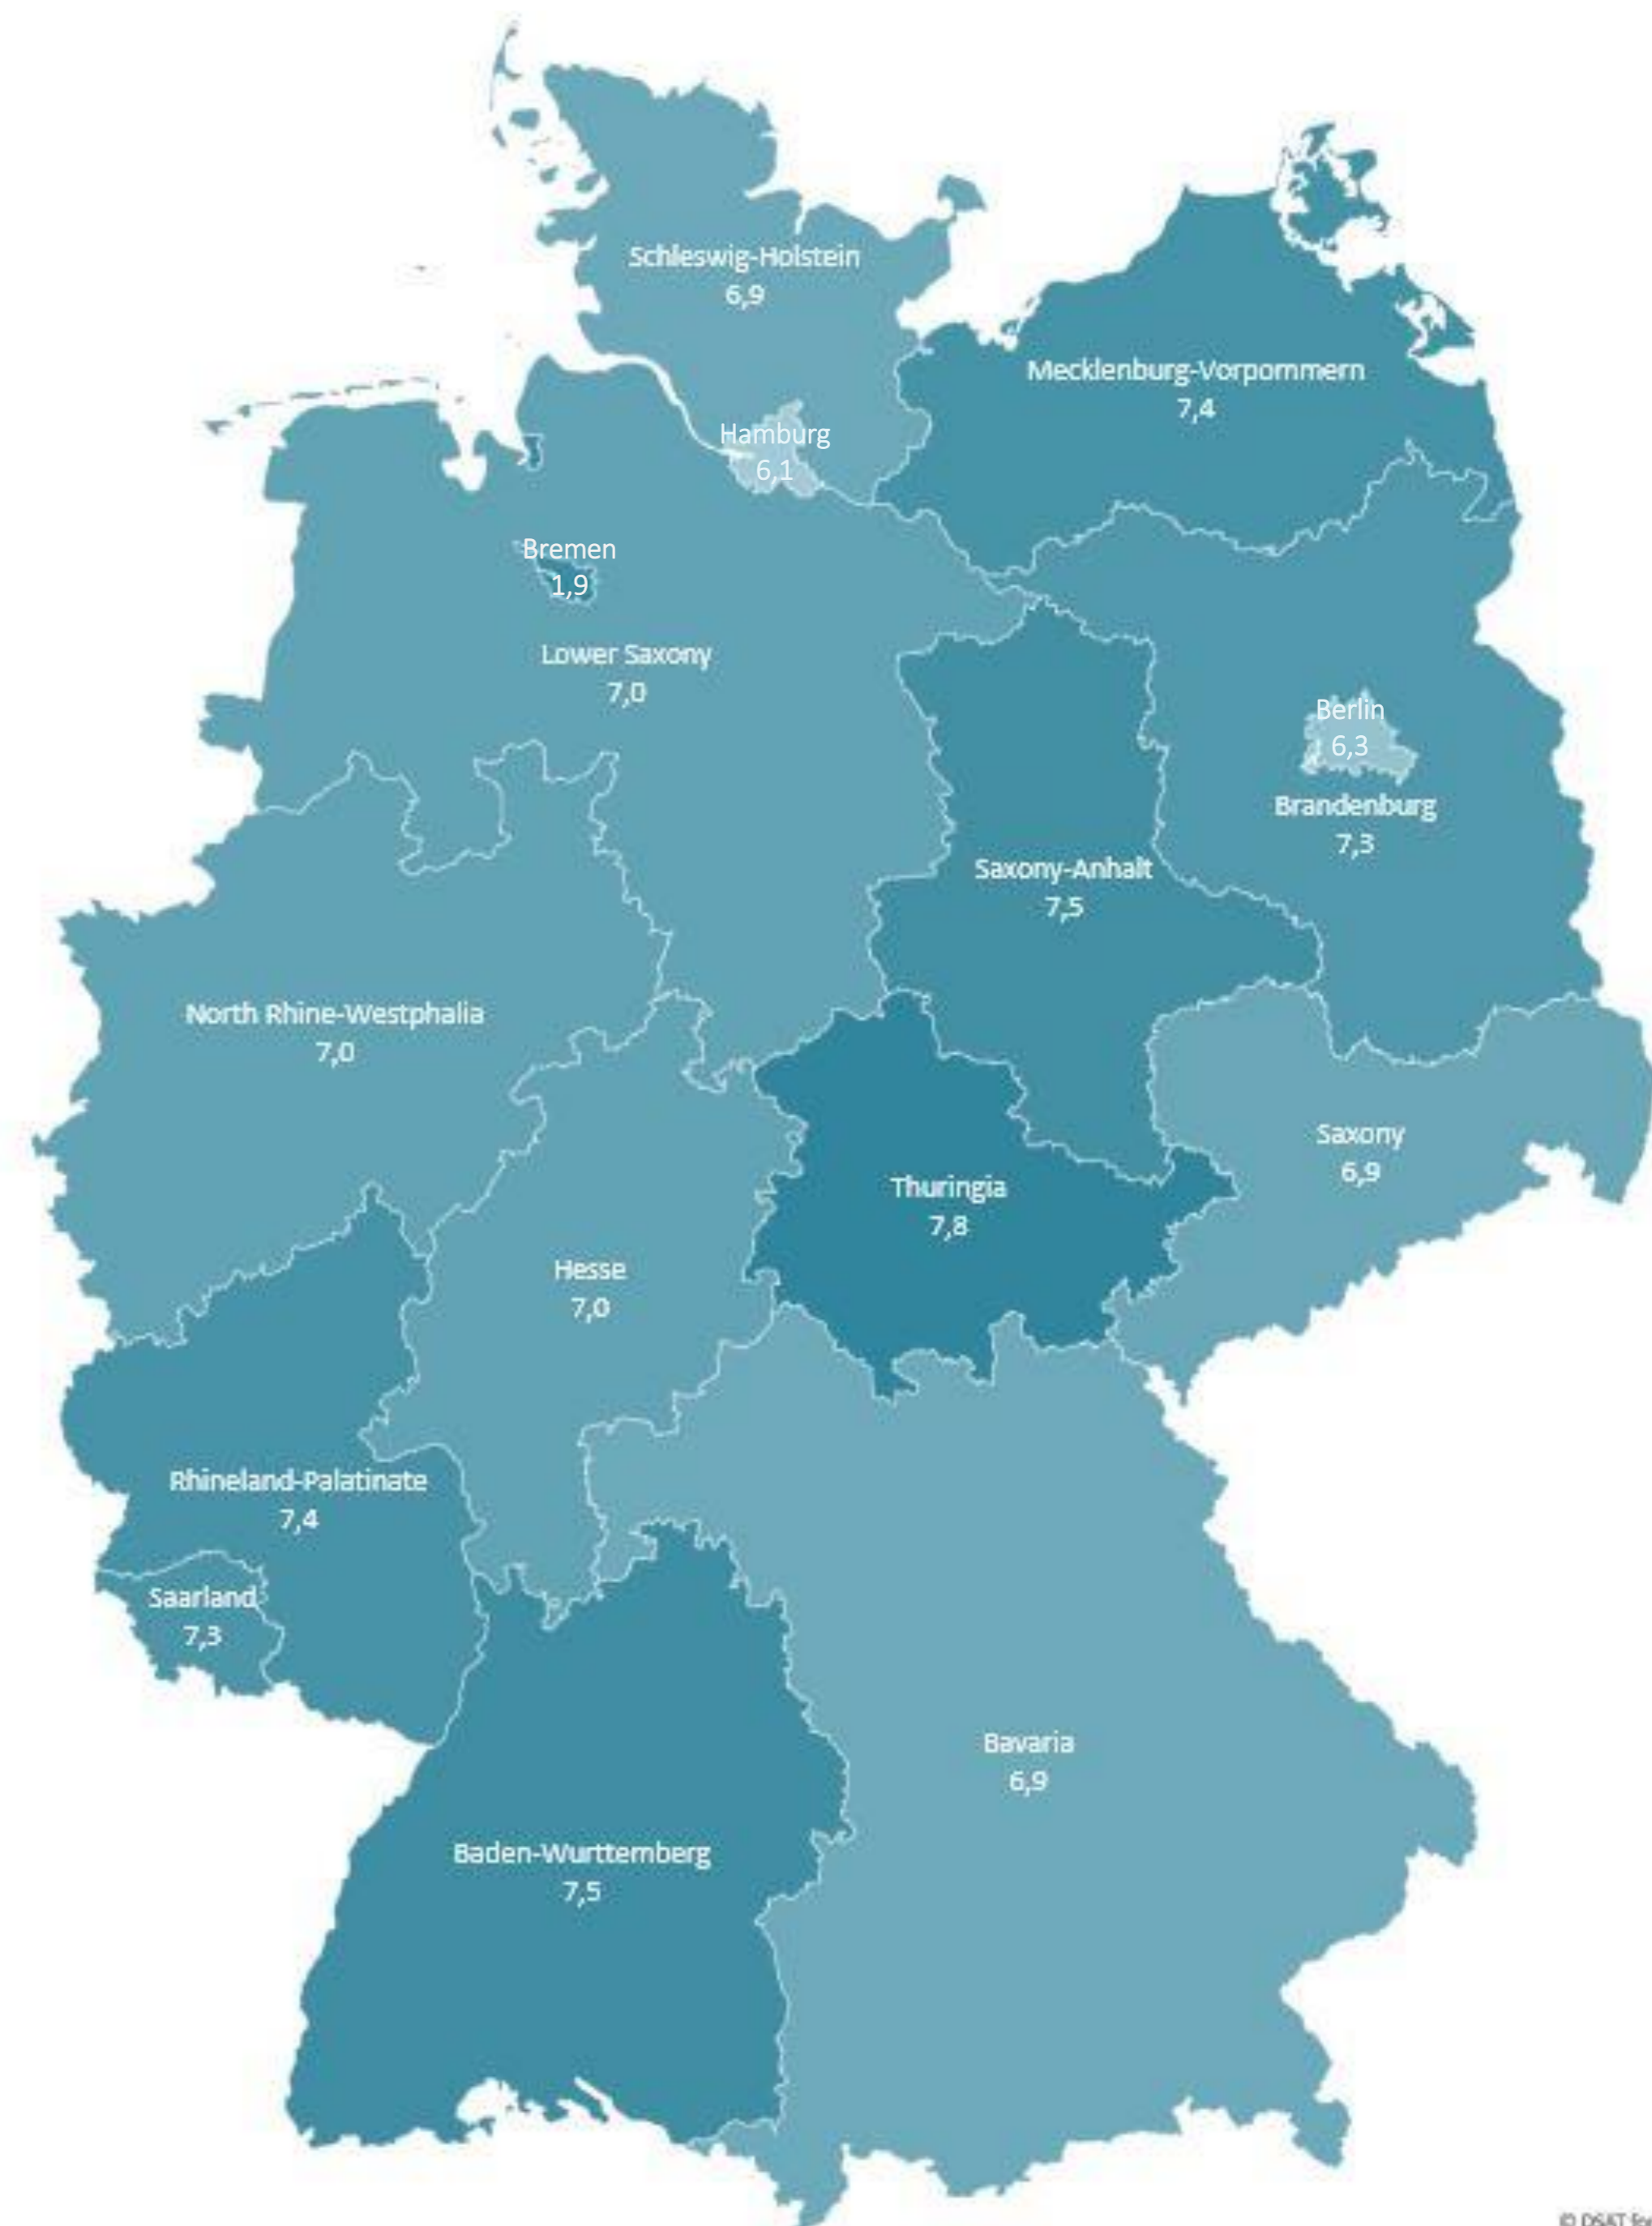 Schleswig-Holstein
6,9
Mecklenburg-Vorpommern
7,4
Hamburg
6,1
Bremen
1,9
Lower Saxony
7,0
Berlin
6,3
Brandenburg
7,3
Saxony-Anhalt
7,5
North Rhine-Westphalia
7,0
Saxony
6,9
Thuringia
7,8
Hesse
7,0
Rhineland-Palatinate
7,4
Saarland
7,3
Bavaria
6,9
Baden-Wurttemberg
7,5
© DSAT for